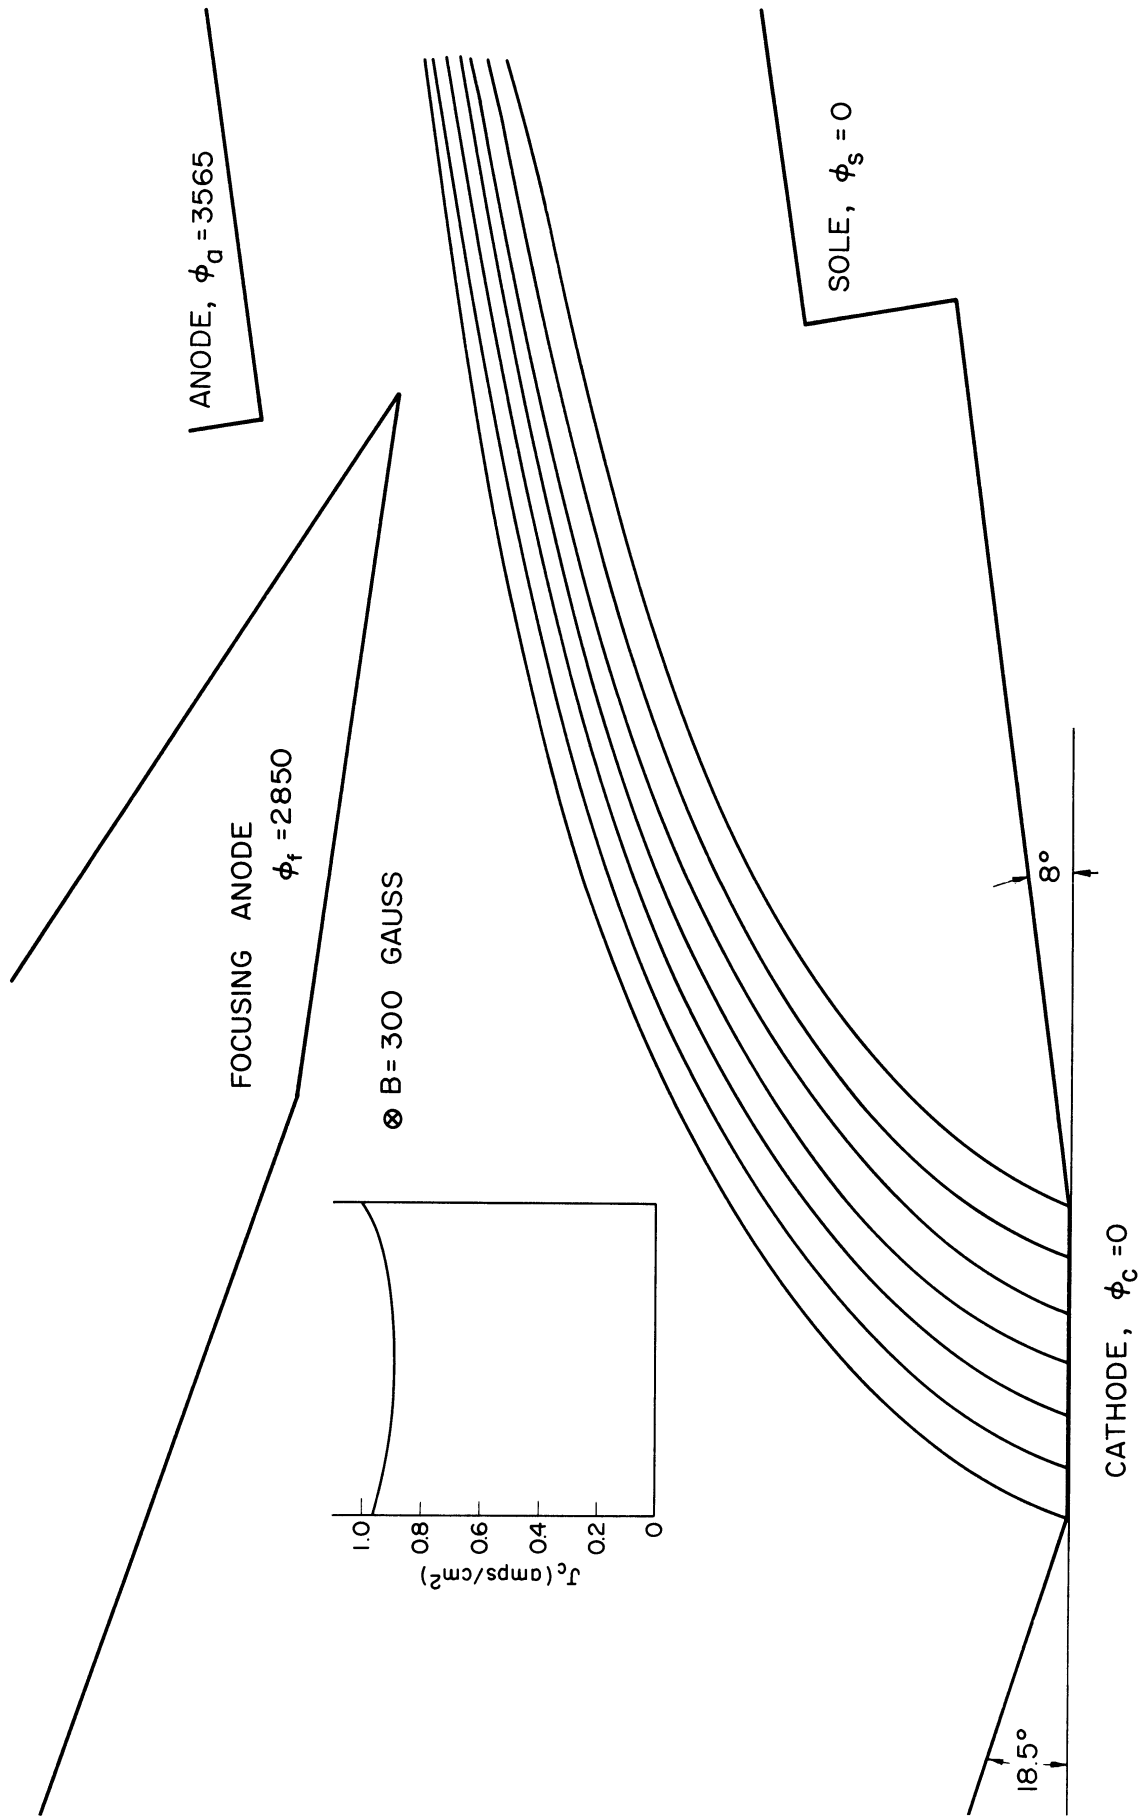 ANODE, ϕa = 3565
FOCUSING ANODE
ϕf = 2850
⊗ B = 300 GAUSS
SOLE, ϕs = 0
Jc (amps/cm²)
1.0
0.8
0.6
0.4
0.2
0
18.5°
8°
CATHODE, ϕc = 0